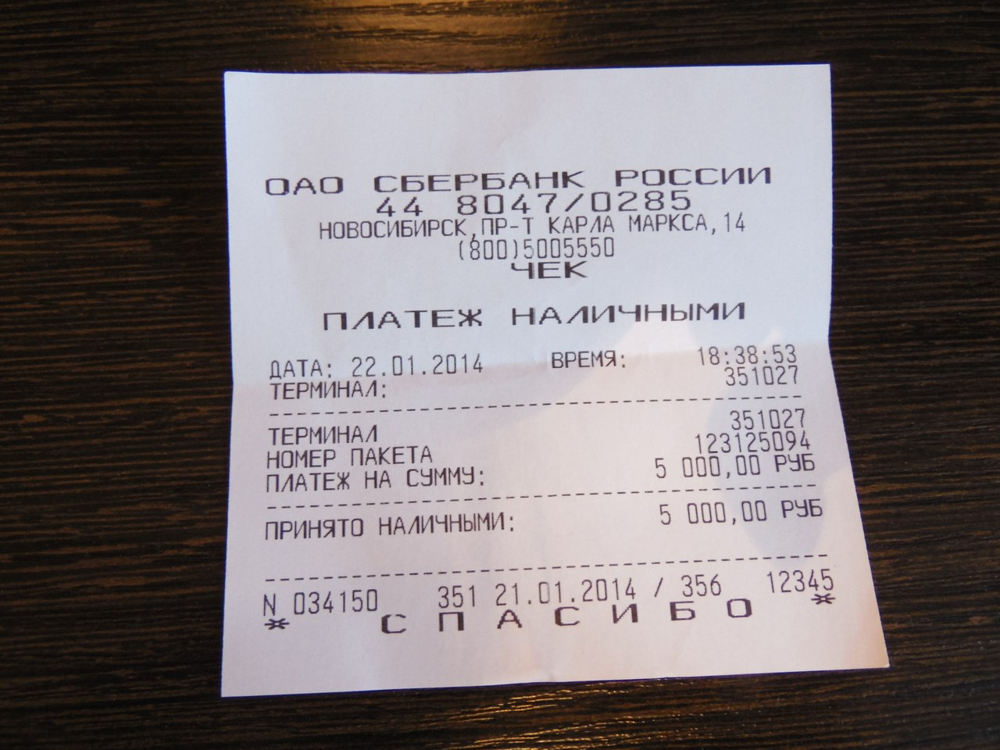 ОАО СБЕРБАНК РОССИИ
44 8047/0285
НОВОСИБИРСК,ПР-Т КАРЛА МАРКСА,14
(800)5005550
ЧЕК
ПЛАТЕЖ НАЛИЧНЫМИ
ДАТА: 22.01.2014 ВРЕМЯ: 18:38:53
ТЕРМИНАЛ: 351027
ТЕРМИНАЛ 351027
НОМЕР ПАКЕТА 123125094
ПЛАТЕЖ НА СУММУ: 5 000,00 РУБ
ПРИНЯТО НАЛИЧНЫМИ: 5 000,00 РУБ
N 034150 351 21.01.2014 / 356 12345
* С П А С И Б О *